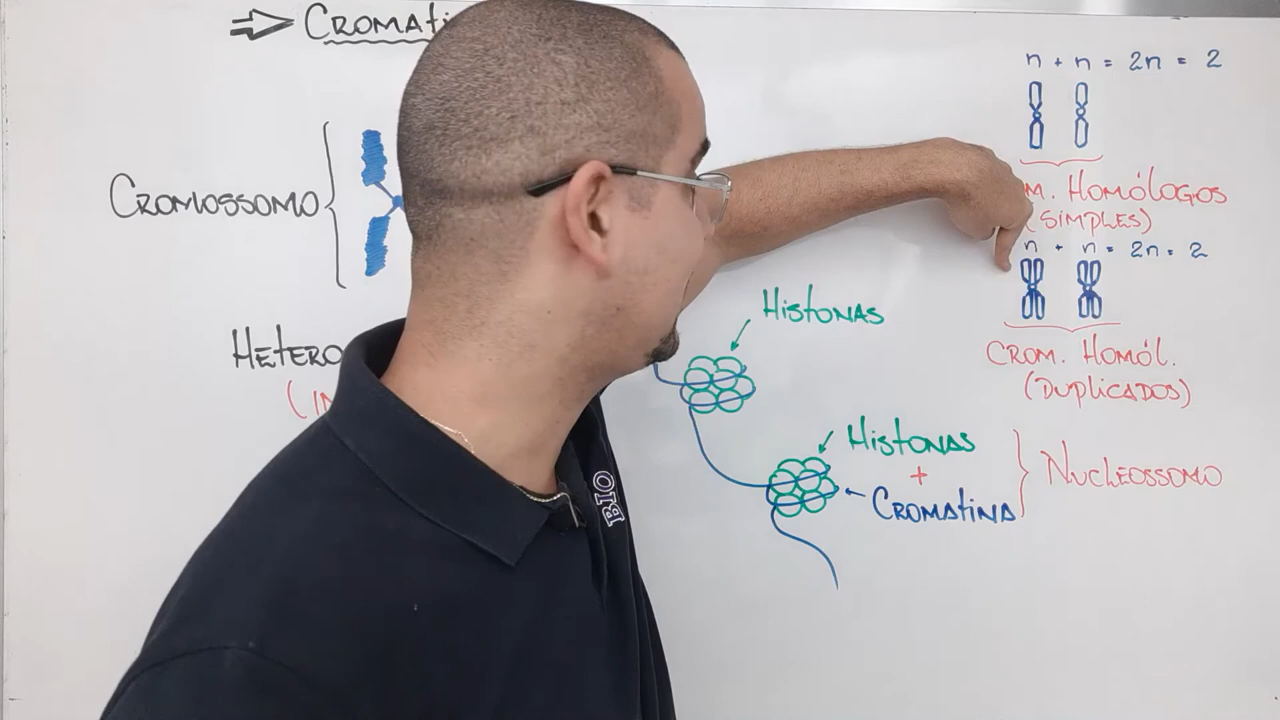 ⇒ Cromati
Cromossomo
Hetero
n + n = 2n = 2
M. Homólogos
(Simples)
n + n = 2n = 2
Crom. Homól.
(Duplicados)
Histonas
Histonas
+
Cromatina
Nucleossomo
BIO